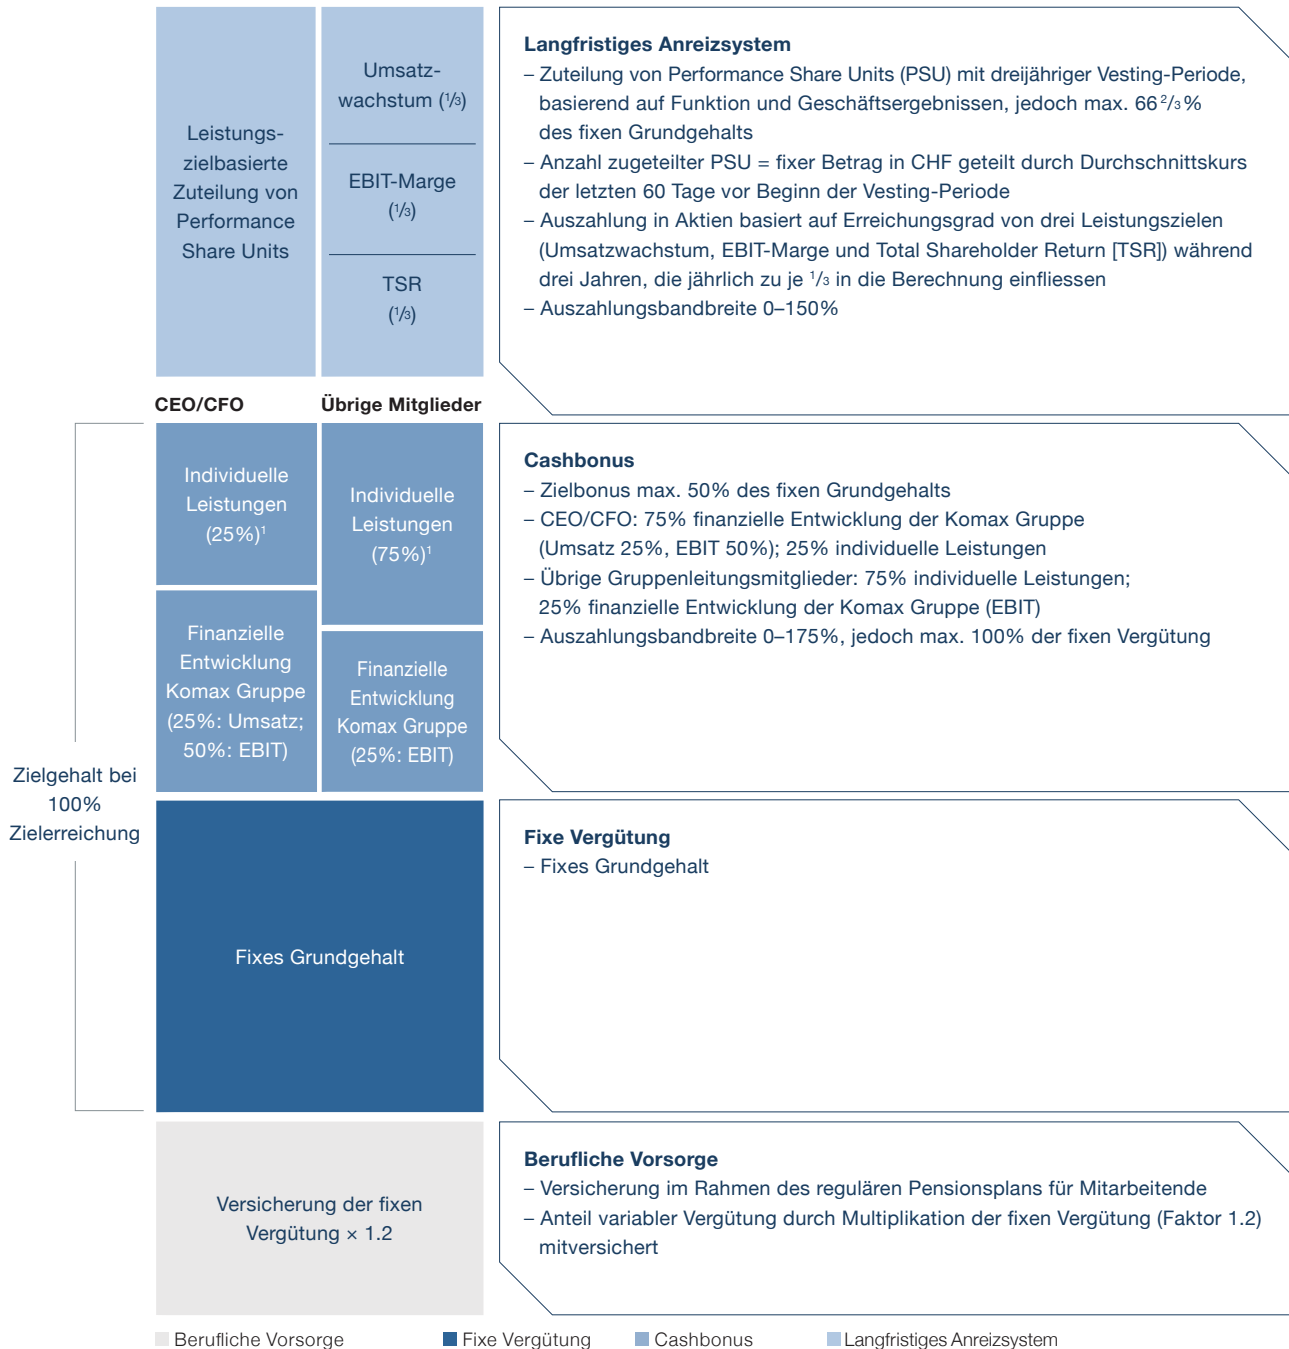 Leistungs-
zielbasierte
Zuteilung von
Performance
Share Units
Umsatz-
wachstum (1/3)
EBIT-Marge
(1/3)
TSR
(1/3)
Langfristiges Anreizsystem
– Zuteilung von Performance Share Units (PSU) mit dreijähriger Vesting-Periode,
basierend auf Funktion und Geschäftsergebnissen, jedoch max. 66 2/3 %
des fixen Grundgehalts
– Anzahl zugeteilter PSU = fixer Betrag in CHF geteilt durch Durchschnittskurs
der letzten 60 Tage vor Beginn der Vesting-Periode
– Auszahlung in Aktien basiert auf Erreichungsgrad von drei Leistungszielen
(Umsatzwachstum, EBIT-Marge und Total Shareholder Return [TSR]) während
drei Jahren, die jährlich zu je 1/3 in die Berechnung einfliessen
– Auszahlungsbandbreite 0–150%
CEO/CFO
Übrige Mitglieder
Individuelle
Leistungen
(25%)1
Individuelle
Leistungen
(75%)1
Finanzielle
Entwicklung
Komax Gruppe
(25%: Umsatz;
50%: EBIT)
Finanzielle
Entwicklung
Komax Gruppe
(25%: EBIT)
Cashbonus
– Zielbonus max. 50% des fixen Grundgehalts
– CEO/CFO: 75% finanzielle Entwicklung der Komax Gruppe
(Umsatz 25%, EBIT 50%); 25% individuelle Leistungen
– Übrige Gruppenleitungsmitglieder: 75% individuelle Leistungen;
25% finanzielle Entwicklung der Komax Gruppe (EBIT)
– Auszahlungsbandbreite 0–175%, jedoch max. 100% der fixen Vergütung
Zielgehalt bei
100%
Zielerreichung
Fixes Grundgehalt
Fixe Vergütung
– Fixes Grundgehalt
Versicherung der fixen
Vergütung × 1.2
Berufliche Vorsorge
– Versicherung im Rahmen des regulären Pensionsplans für Mitarbeitende
– Anteil variabler Vergütung durch Multiplikation der fixen Vergütung (Faktor 1.2)
mitversichert
Berufliche Vorsorge
Fixe Vergütung
Cashbonus
Langfristiges Anreizsystem